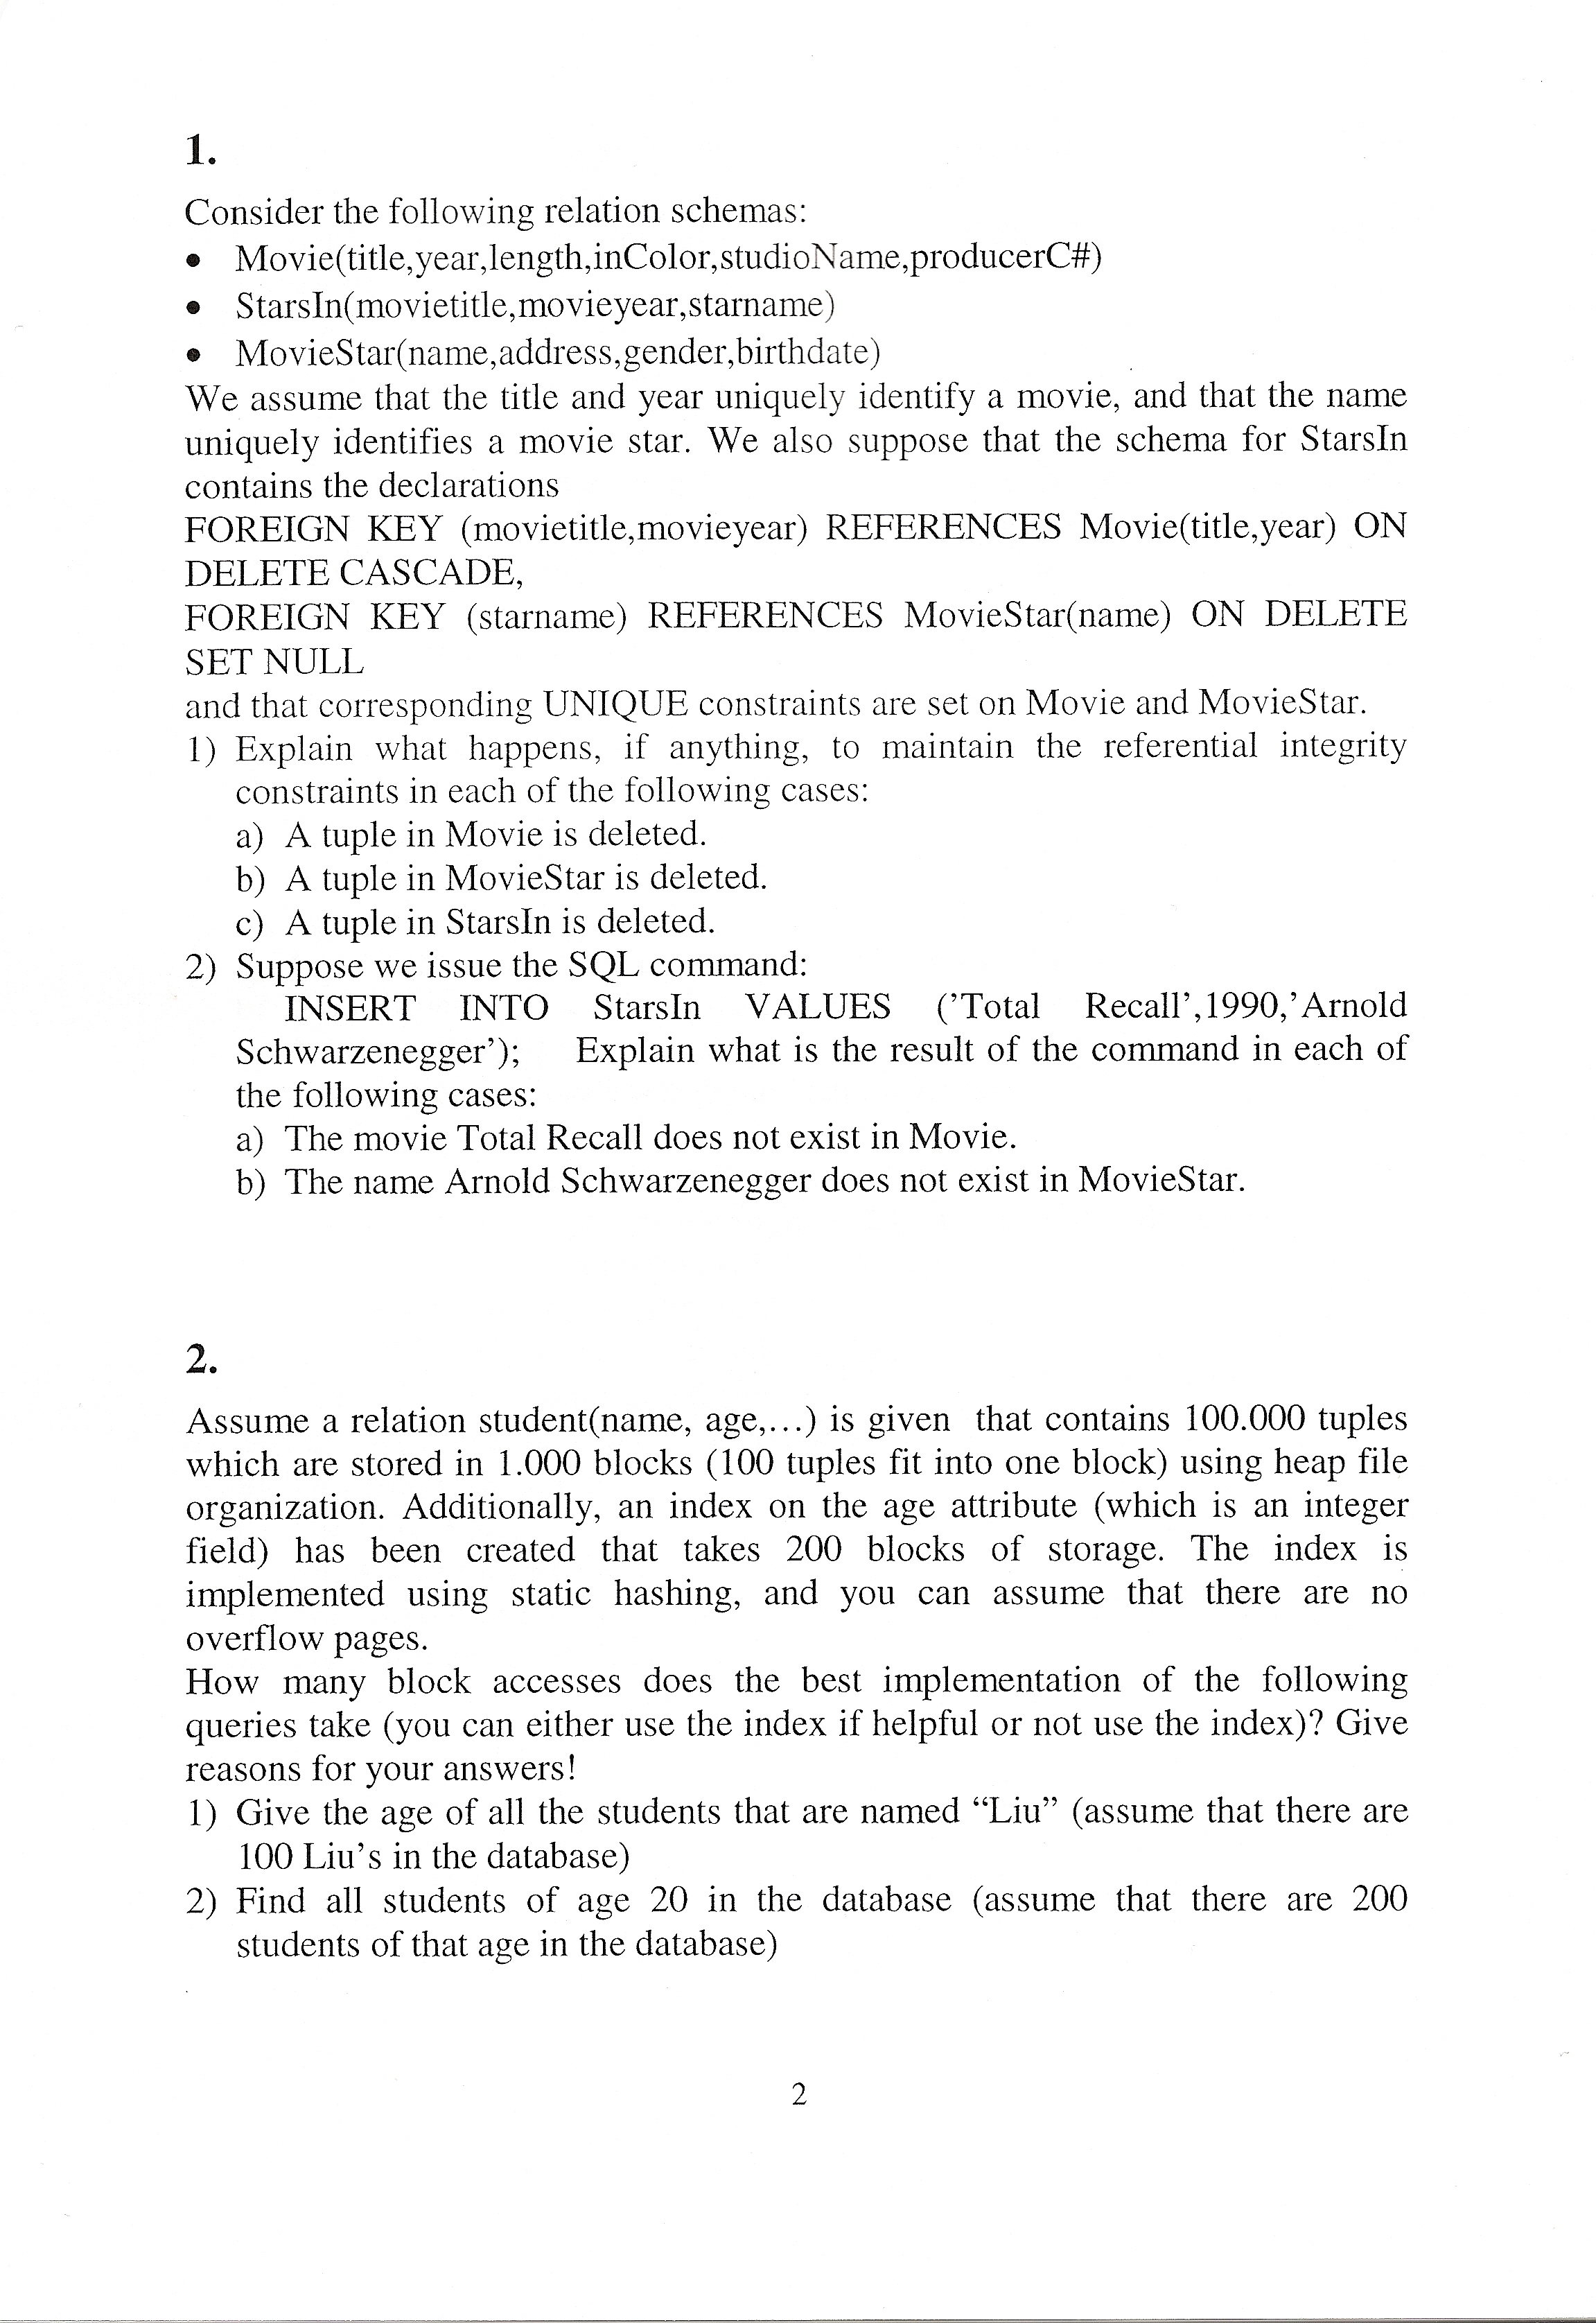 1.
Consider the following relation schemas:
• Movie(title,year,length,inColor,studioName,producerC#)
• StarsIn(movietitle,movieyear,starname)
• MovieStar(name,address,gender,birthdate)
We assume that the title and year uniquely identify a movie, and that the name
uniquely identifies a movie star. We also suppose that the schema for StarsIn
contains the declarations
FOREIGN KEY (movietitle,movieyear) REFERENCES Movie(title,year) ON
DELETE CASCADE,
FOREIGN KEY (starname) REFERENCES MovieStar(name) ON DELETE
SET NULL
and that corresponding UNIQUE constraints are set on Movie and MovieStar.
1) Explain what happens, if anything, to maintain the referential integrity
constraints in each of the following cases:
a) A tuple in Movie is deleted.
b) A tuple in MovieStar is deleted.
c) A tuple in StarsIn is deleted.
2) Suppose we issue the SQL command:
INSERT INTO StarsIn VALUES (’Total Recall’,1990,’Arnold
Schwarzenegger’); Explain what is the result of the command in each of
the following cases:
a) The movie Total Recall does not exist in Movie.
b) The name Arnold Schwarzenegger does not exist in MovieStar.
2.
Assume a relation student(name, age,...) is given that contains 100.000 tuples
which are stored in 1.000 blocks (100 tuples fit into one block) using heap file
organization. Additionally, an index on the age attribute (which is an integer
field) has been created that takes 200 blocks of storage. The index is
implemented using static hashing, and you can assume that there are no
overflow pages.
How many block accesses does the best implementation of the following
queries take (you can either use the index if helpful or not use the index)? Give
reasons for your answers!
1) Give the age of all the students that are named “Liu” (assume that there are
100 Liu’s in the database)
2) Find all students of age 20 in the database (assume that there are 200
students of that age in the database)
2